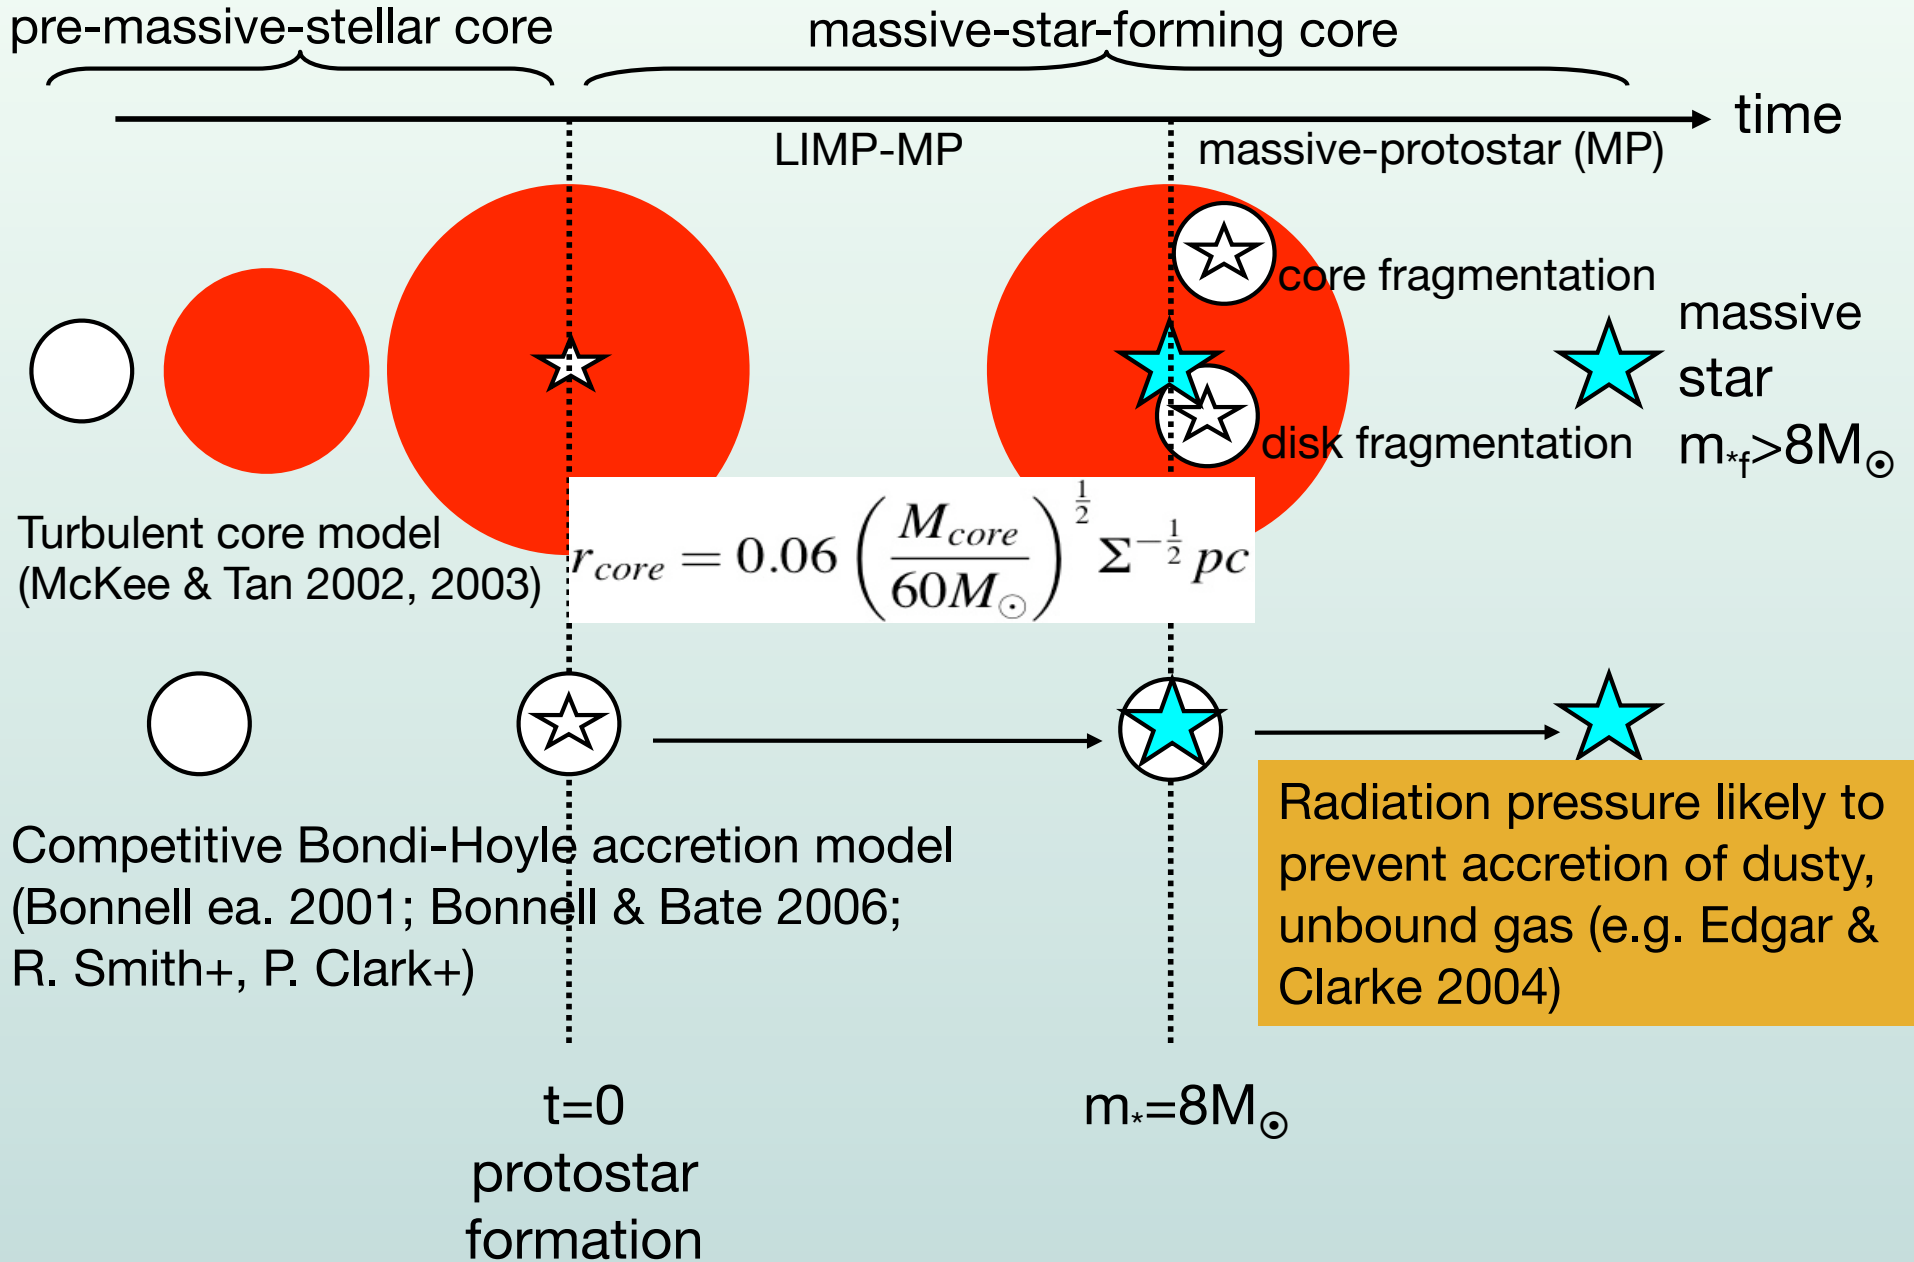 pre-massive-stellar core
massive-star-forming core
time
LIMP-MP
massive-protostar (MP)
core fragmentation
massive
star
m*f>8M☉
disk fragmentation
Turbulent core model
(McKee & Tan 2002, 2003)
r_core = 0.06 (M_core / 60M☉)^(1/2) Σ^(-1/2) pc
Competitive Bondi-Hoyle accretion model
(Bonnell ea. 2001; Bonnell & Bate 2006;
R. Smith+, P. Clark+)
Radiation pressure likely to
prevent accretion of dusty,
unbound gas (e.g. Edgar &
Clarke 2004)
t=0
protostar
formation
m*=8M☉